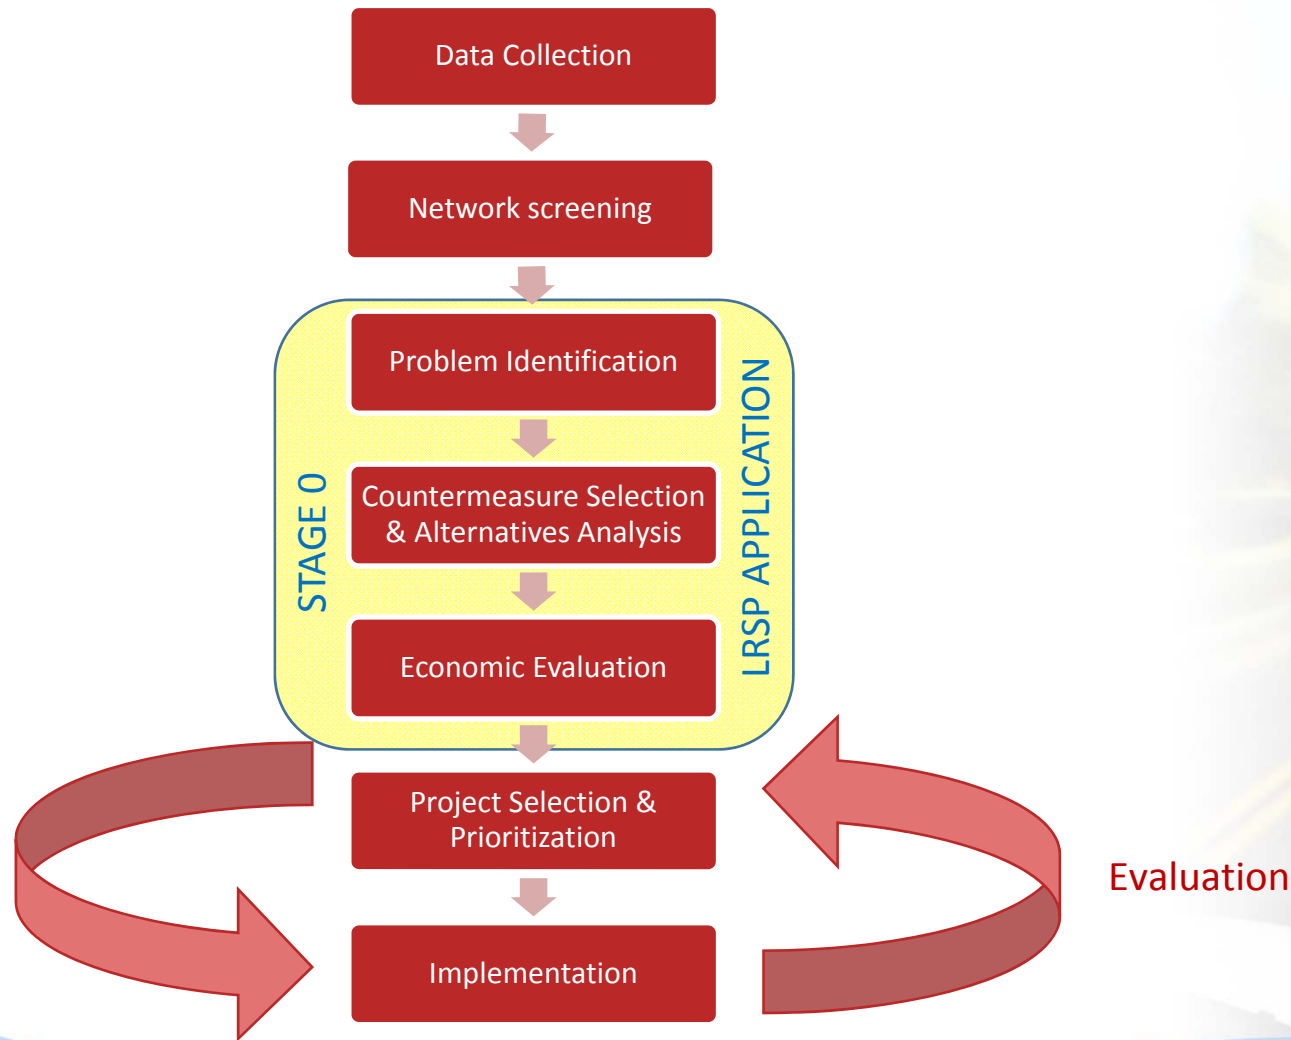 Data Collection
Network screening
Problem Identification
STAGE 0
LRSP APPLICATION
Countermeasure Selection
& Alternatives Analysis
Economic Evaluation
Project Selection &
Prioritization
Evaluation
Implementation